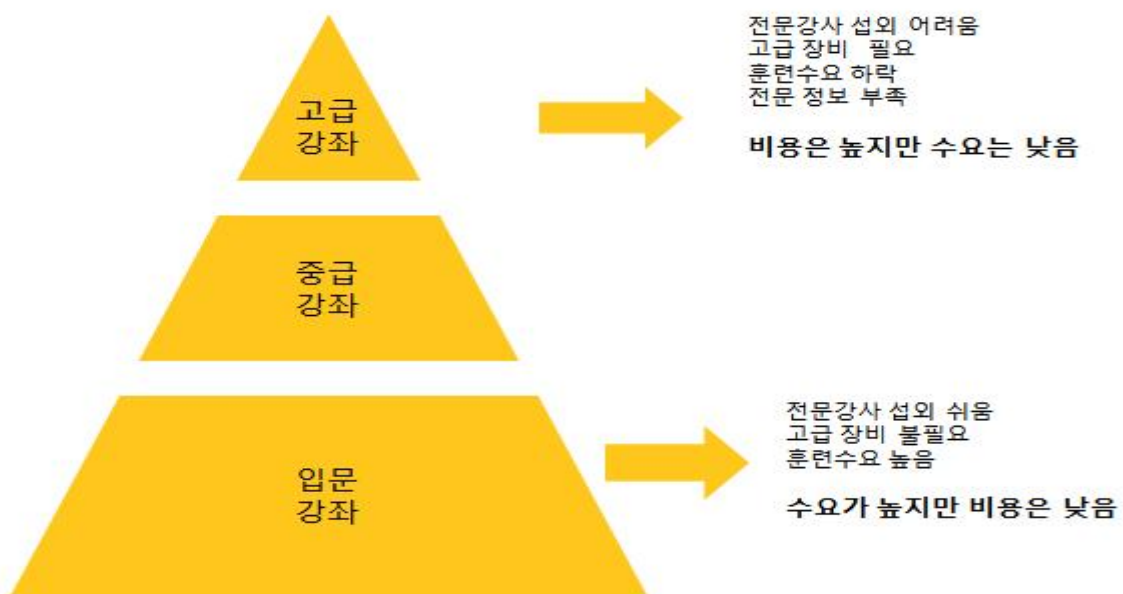 고급
강좌
전문강사 섭외 어려움
고급 장비 필요
훈련수요 하락
전문 정보 부족
비용은 높지만 수요는 낮음
중급
강좌
입문
강좌
전문강사 섭외 쉬움
고급 장비 불필요
훈련수요 높음
수요가 높지만 비용은 낮음